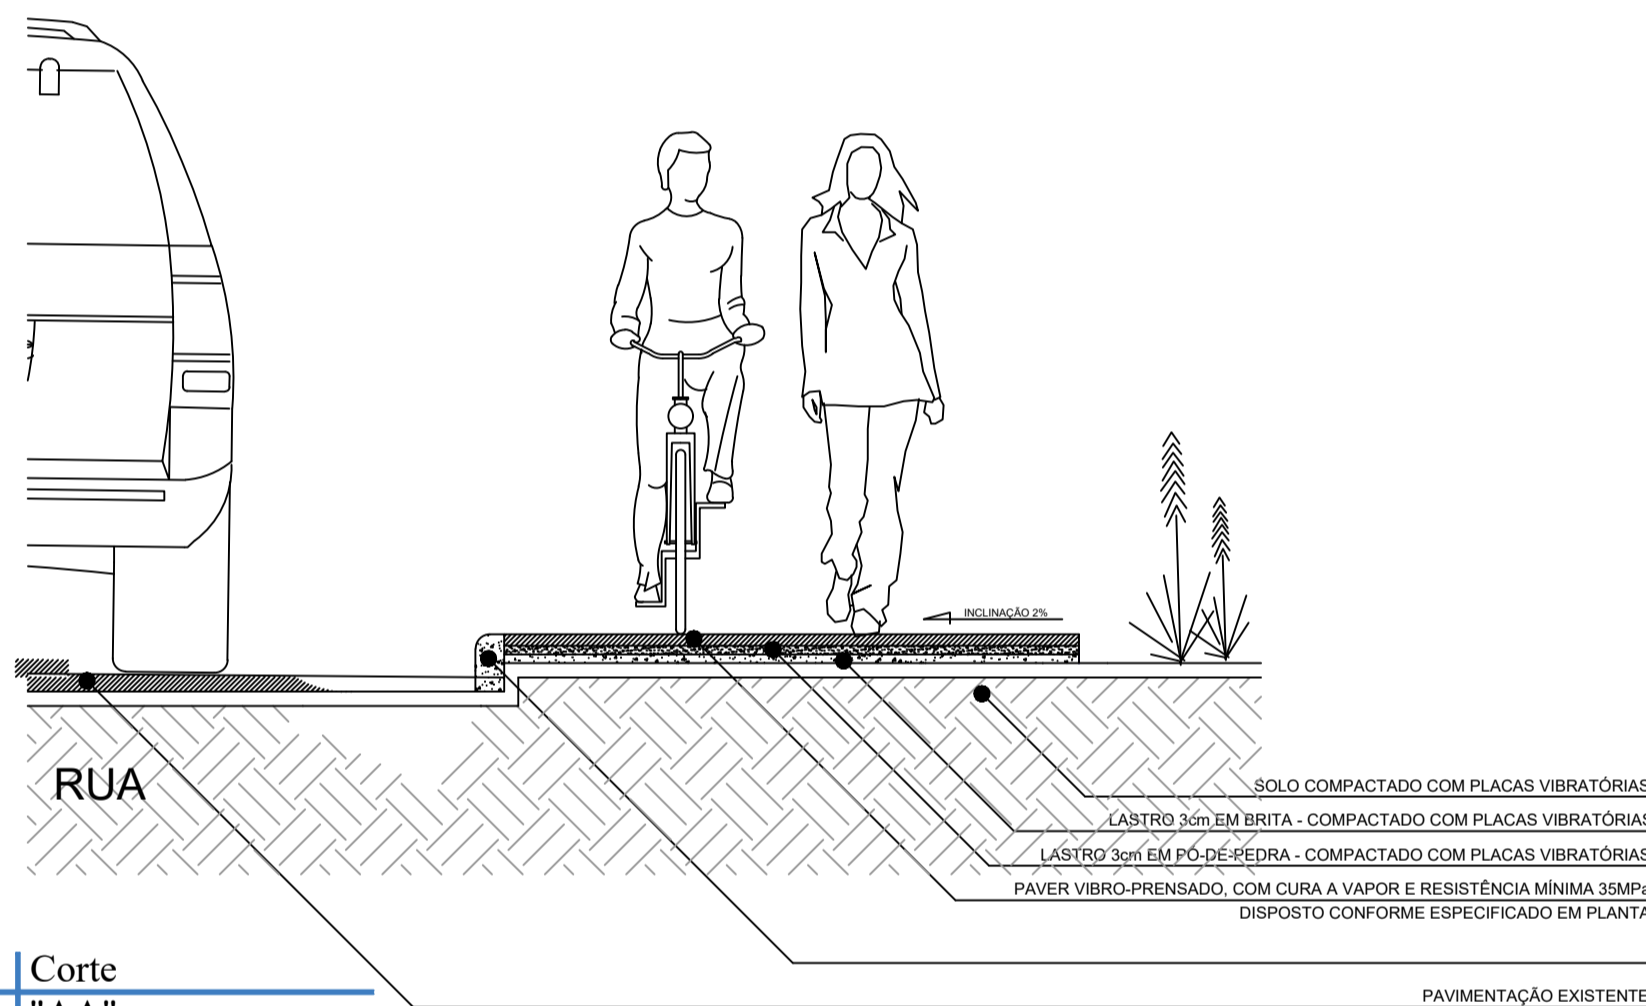 INCLINAÇÃO 2%
RUA
SOLO COMPACTADO COM PLACAS VIBRATÓRIAS
LASTRO 3cm EM BRITA - COMPACTADO COM PLACAS VIBRATÓRIAS
LASTRO 3cm EM PÓ-DE-PEDRA - COMPACTADO COM PLACAS VIBRATÓRIAS
PAVER VIBRO-PRENSADO, COM CURA A VAPOR E RESISTÊNCIA MÍNIMA 35MPa
DISPOSTO CONFORME ESPECIFICADO EM PLANTA
PAVIMENTAÇÃO EXISTENTE
Corte
"AA"